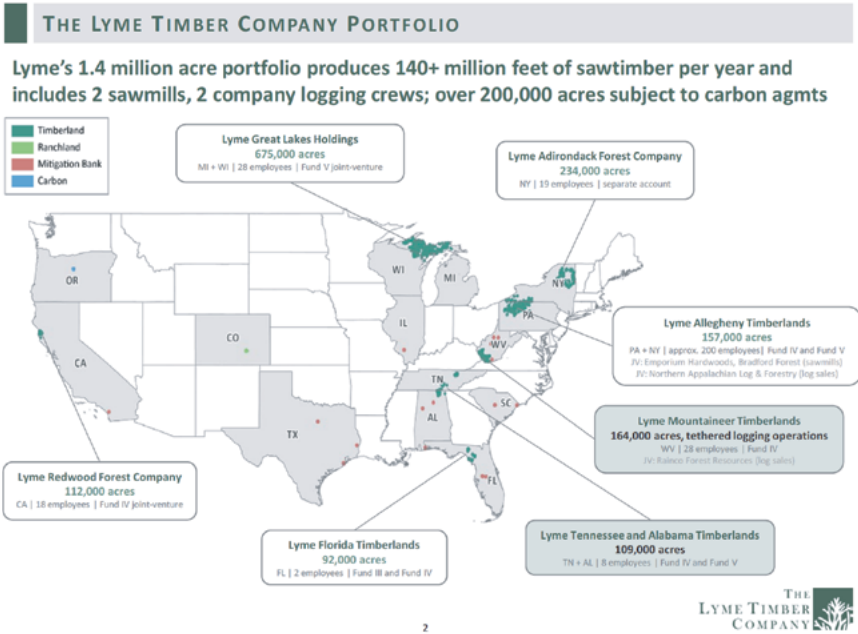 THE LYME TIMBER COMPANY PORTFOLIO
Lyme's 1.4 million acre portfolio produces 140+ million feet of sawtimber per year and
includes 2 sawmills, 2 company logging crews; over 200,000 acres subject to carbon agmts
Timberland
Ranchland
Mitigation Bank
Carbon
Lyme Great Lakes Holdings
675,000 acres
MI + WI | 28 employees | Fund V joint-venture
Lyme Adirondack Forest Company
234,000 acres
NY | 19 employees | separate account
OR
WI
MI
NY
PA
Lyme Allegheny Timberlands
157,000 acres
PA + NY | approx. 200 employees| Fund IV and Fund V
JV: Emporium Hardwoods, Bradford Forest (sawmills)
JV: Northern Appalachian Log & Forestry (log sales)
IL
CO
WV
CA
TN
SC
AL
TX
FL
Lyme Mountaineer Timberlands
164,000 acres, tethered logging operations
WV | 28 employees | Fund IV
JV: Rainco Forest Resources (log sales)
Lyme Redwood Forest Company
112,000 acres
CA | 18 employees | Fund IV joint-venture
Lyme Florida Timberlands
92,000 acres
FL | 2 employees | Fund III and Fund IV
Lyme Tennessee and Alabama Timberlands
109,000 acres
TN + AL | 8 employees | Fund IV and Fund V
2
THE
LYME TIMBER
COMPANY